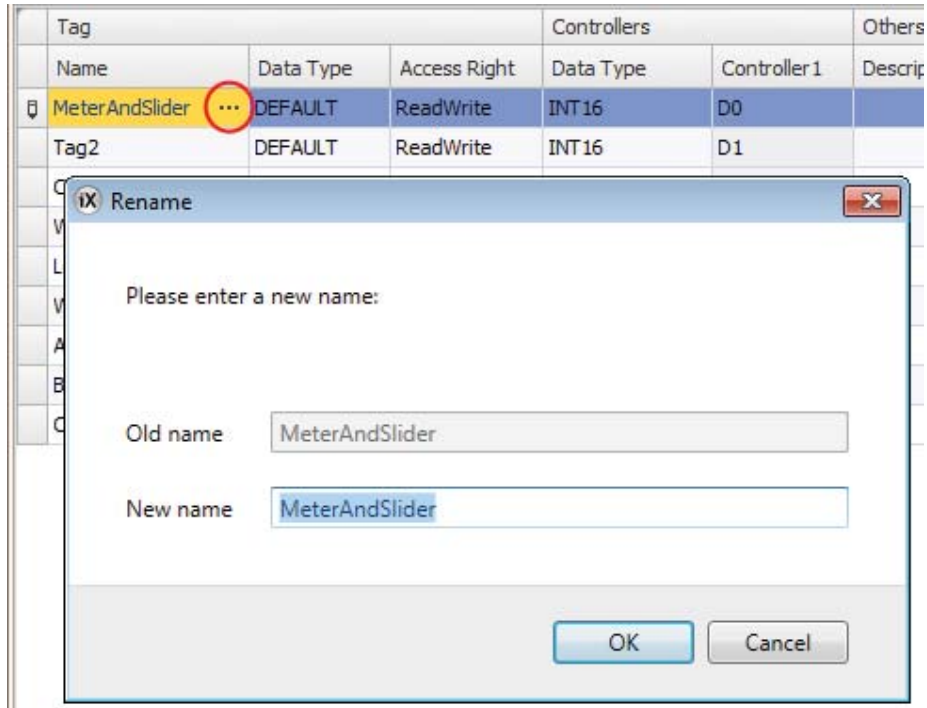 Tag Controllers Others
Name Data Type Access Right Data Type Controller1 Descrip
MeterAndSlider ... DEFAULT ReadWrite INT16 D0
Tag2 DEFAULT ReadWrite INT16 D1
C
iX Rename
W
L
Please enter a new name:
W
A
B
C
Old name MeterAndSlider
New name MeterAndSlider
OK Cancel